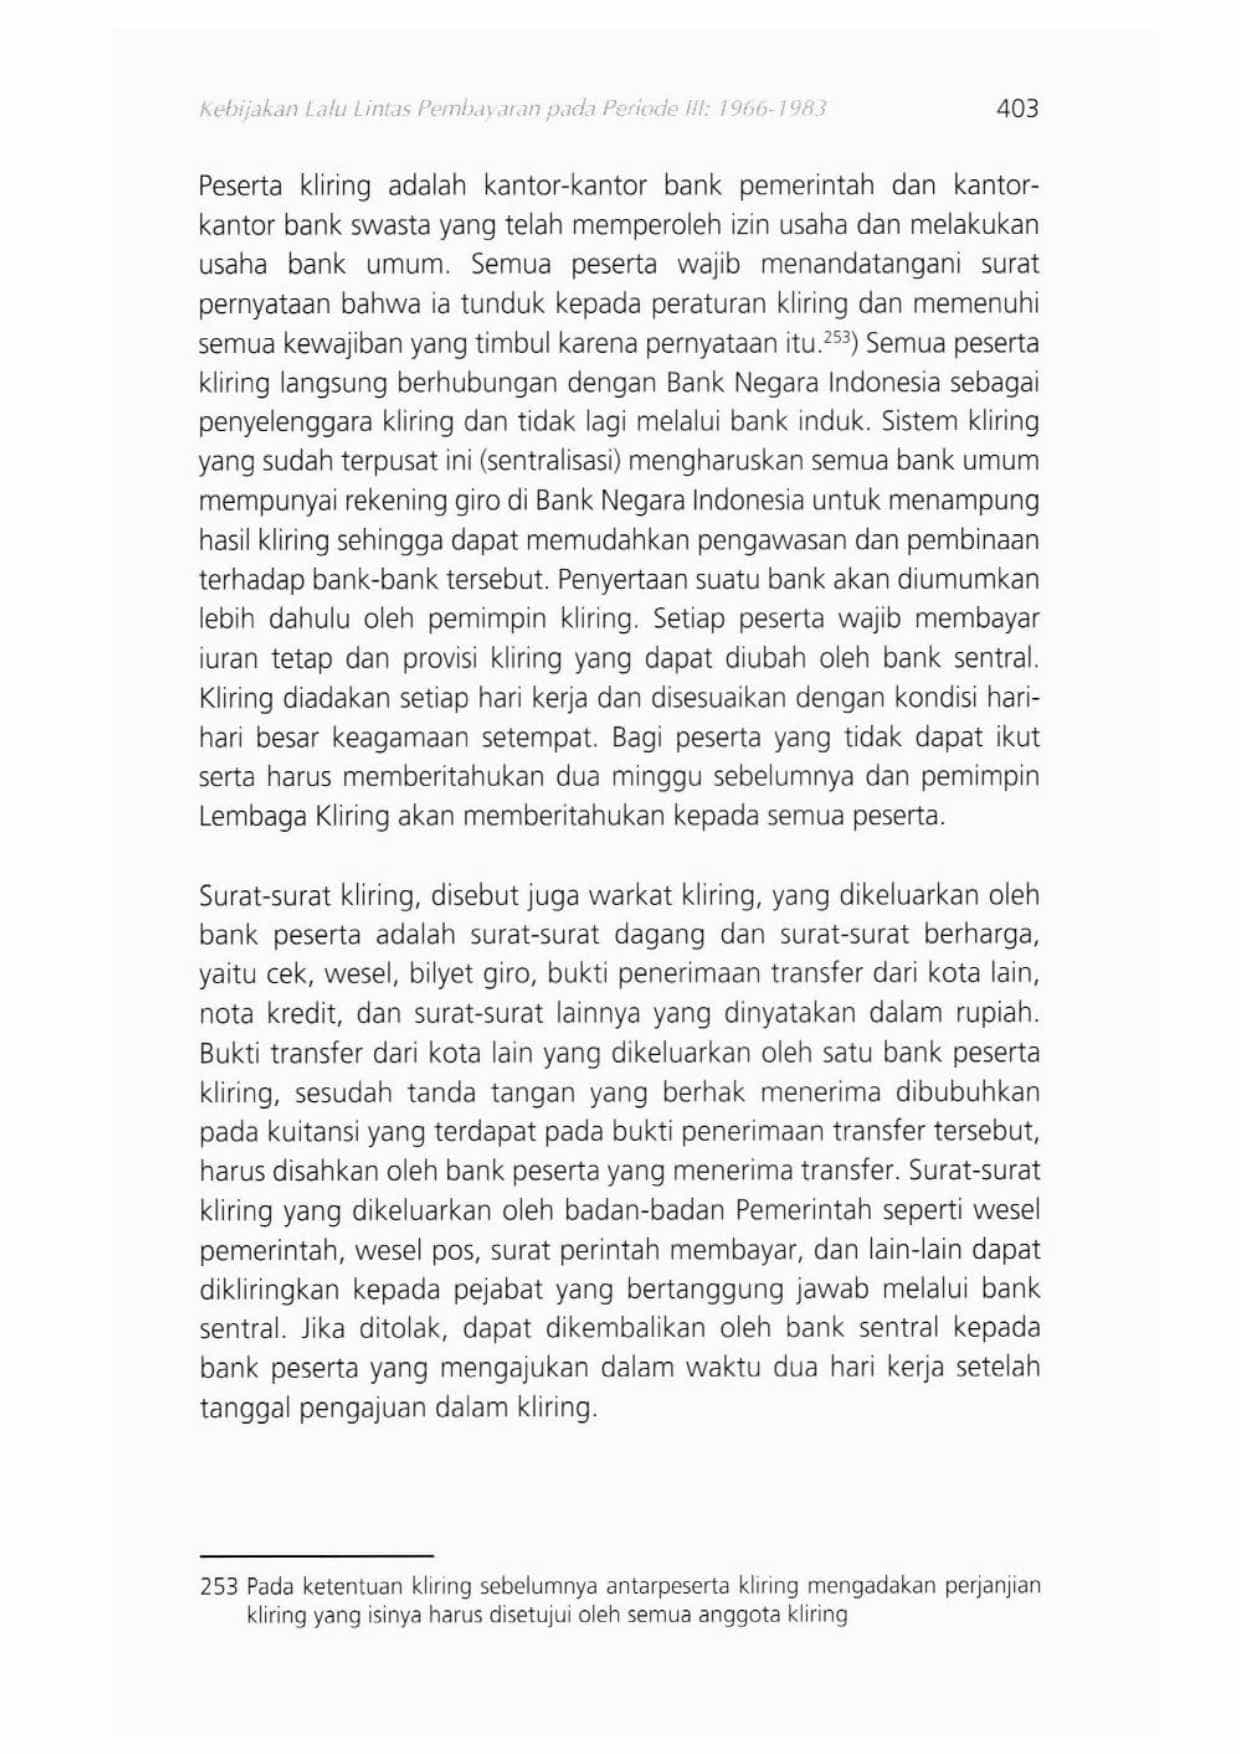 Kebijakan Lalu Lintas Pembayaran pada Periode III: 1966-1983 403
Peserta kliring adalah kantor-kantor bank pemerintah dan kantor-
kantor bank swasta yang telah memperoleh izin usaha dan melakukan
usaha bank umum. Semua peserta wajib menandatangani surat
pernyataan bahwa ia tunduk kepada peraturan kliring dan memenuhi
semua kewajiban yang timbul karena pernyataan itu.²⁵³) Semua peserta
kliring langsung berhubungan dengan Bank Negara Indonesia sebagai
penyelenggara kliring dan tidak lagi melalui bank induk. Sistem kliring
yang sudah terpusat ini (sentralisasi) mengharuskan semua bank umum
mempunyai rekening giro di Bank Negara Indonesia untuk menampung
hasil kliring sehingga dapat memudahkan pengawasan dan pembinaan
terhadap bank-bank tersebut. Penyertaan suatu bank akan diumumkan
lebih dahulu oleh pemimpin kliring. Setiap peserta wajib membayar
iuran tetap dan provisi kliring yang dapat diubah oleh bank sentral.
Kliring diadakan setiap hari kerja dan disesuaikan dengan kondisi hari-
hari besar keagamaan setempat. Bagi peserta yang tidak dapat ikut
serta harus memberitahukan dua minggu sebelumnya dan pemimpin
Lembaga Kliring akan memberitahukan kepada semua peserta.
Surat-surat kliring, disebut juga warkat kliring, yang dikeluarkan oleh
bank peserta adalah surat-surat dagang dan surat-surat berharga,
yaitu cek, wesel, bilyet giro, bukti penerimaan transfer dari kota lain,
nota kredit, dan surat-surat lainnya yang dinyatakan dalam rupiah.
Bukti transfer dari kota lain yang dikeluarkan oleh satu bank peserta
kliring, sesudah tanda tangan yang berhak menerima dibubuhkan
pada kuitansi yang terdapat pada bukti penerimaan transfer tersebut,
harus disahkan oleh bank peserta yang menerima transfer. Surat-surat
kliring yang dikeluarkan oleh badan-badan Pemerintah seperti wesel
pemerintah, wesel pos, surat perintah membayar, dan lain-lain dapat
dikliringkan kepada pejabat yang bertanggung jawab melalui bank
sentral. Jika ditolak, dapat dikembalikan oleh bank sentral kepada
bank peserta yang mengajukan dalam waktu dua hari kerja setelah
tanggal pengajuan dalam kliring.
253 Pada ketentuan kliring sebelumnya antarpeserta kliring mengadakan perjanjian
kliring yang isinya harus disetujui oleh semua anggota kliring